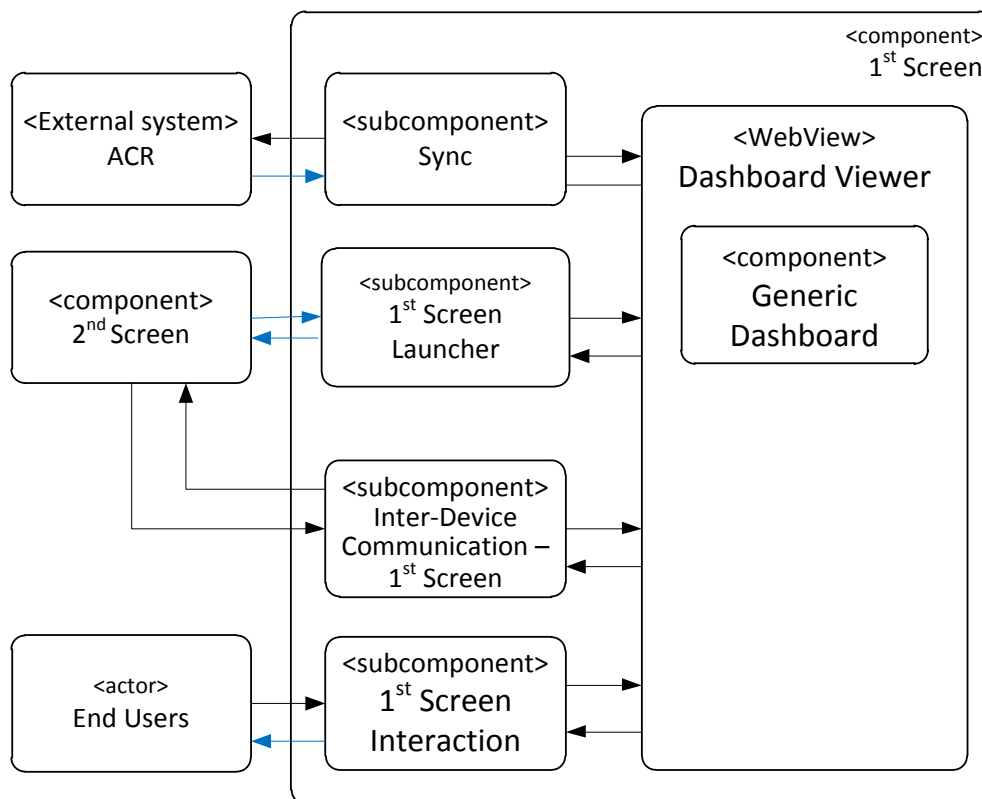 <component>
1st Screen
<External system>
ACR
<subcomponent>
Sync
<WebView>
Dashboard Viewer
<component>
Generic
Dashboard
<component>
2nd Screen
<subcomponent>
1st Screen
Launcher
<subcomponent>
Inter-Device
Communication –
1st Screen
<actor>
End Users
<subcomponent>
1st Screen
Interaction